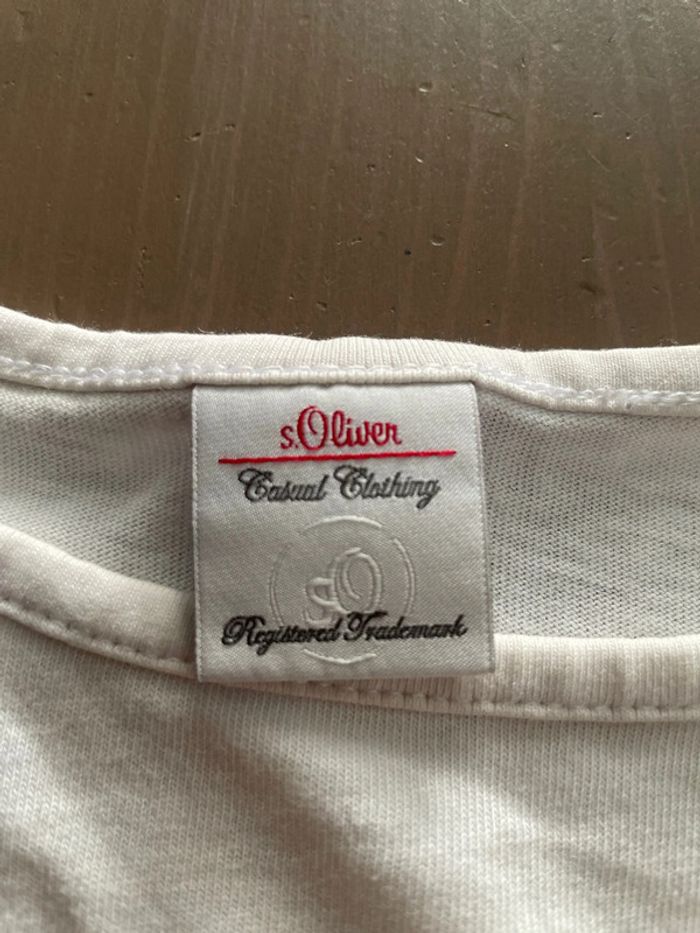 s.Oliver
Casual Clothing
sO
Registered Trademark